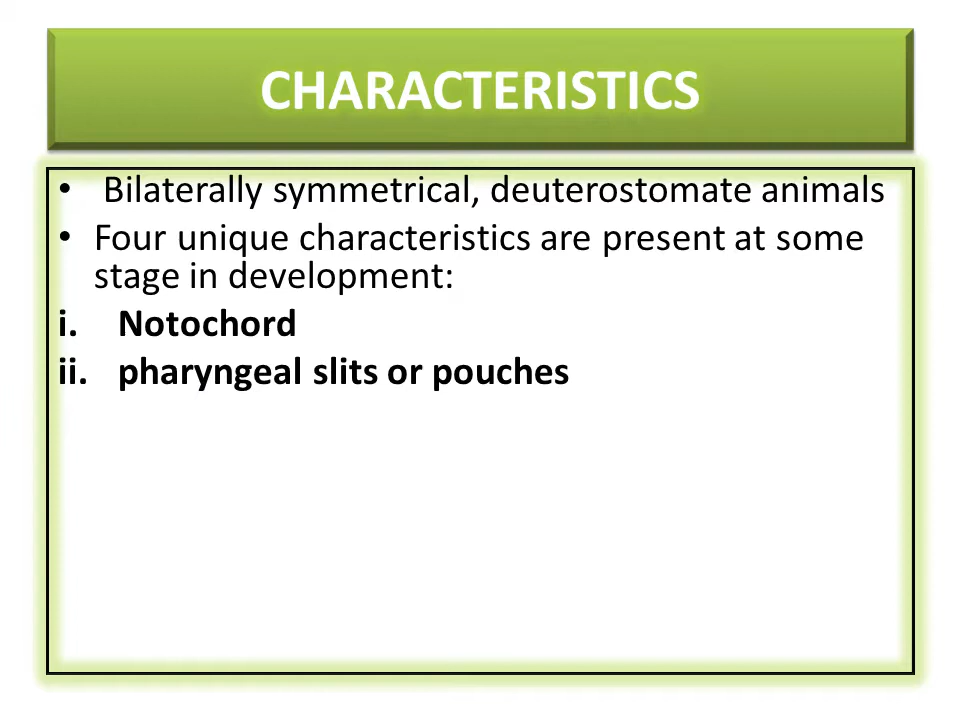 CHARACTERISTICS
• Bilaterally symmetrical, deuterostomate animals
• Four unique characteristics are present at some
stage in development:
i. Notochord
ii. pharyngeal slits or pouches